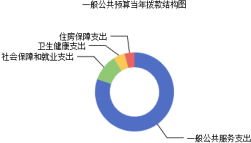 一般公共预算当年拨款结构图
住房保障支出
卫生健康支出
社会保障和就业支出
一般公共服务支出